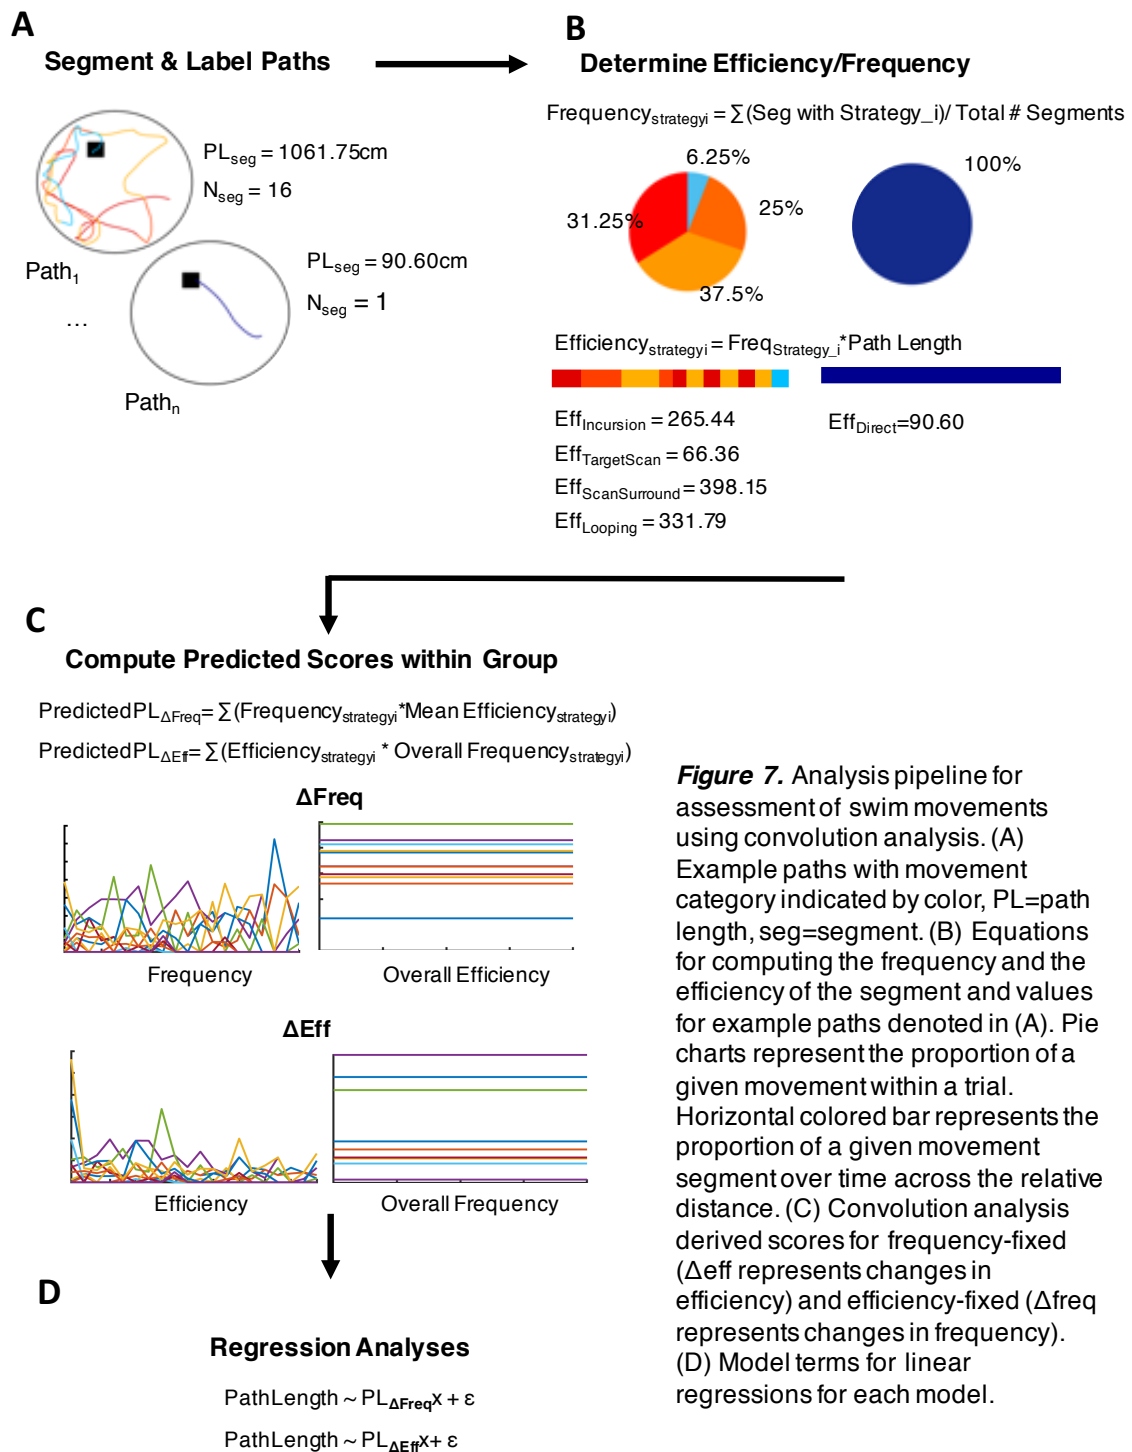 A
Segment & Label Paths
PLseg = 1061.75cm
Nseg = 16
Path1
PLseg = 90.60cm
Nseg = 1
...
Pathn
B
Determine Efficiency/Frequency
Frequencystrategyi = ∑(Seg with Strategy_i)/ Total # Segments
6.25%
100%
31.25%
25%
37.5%
Efficiencystrategyi = FreqStrategy_i*Path Length
EffIncursion = 265.44
EffDirect=90.60
EffTargetScan = 66.36
EffScanSurround = 398.15
EffLooping = 331.79
C
Compute Predicted Scores within Group
PredictedPLΔFreq= ∑(Frequencystrategyi*Mean Efficiencystrategyi)
PredictedPLΔEff= ∑(Efficiencystrategyi * Overall Frequencystrategyi)
ΔFreq
Frequency
Overall Efficiency
ΔEff
Efficiency
Overall Frequency
D
Regression Analyses
PathLength ~ PLΔFreqx + ε
PathLength ~ PLΔEffx+ ε
Figure 7. Analysis pipeline for
assessment of swim movements
using convolution analysis. (A)
Example paths with movement
category indicated by color, PL=path
length, seg=segment. (B) Equations
for computing the frequency and the
efficiency of the segment and values
for example paths denoted in (A). Pie
charts represent the proportion of a
given movement within a trial.
Horizontal colored bar represents the
proportion of a given movement
segment over time across the relative
distance. (C) Convolution analysis
derived scores for frequency-fixed
(Δeff represents changes in
efficiency) and efficiency-fixed (Δfreq
represents changes in frequency).
(D) Model terms for linear
regressions for each model.